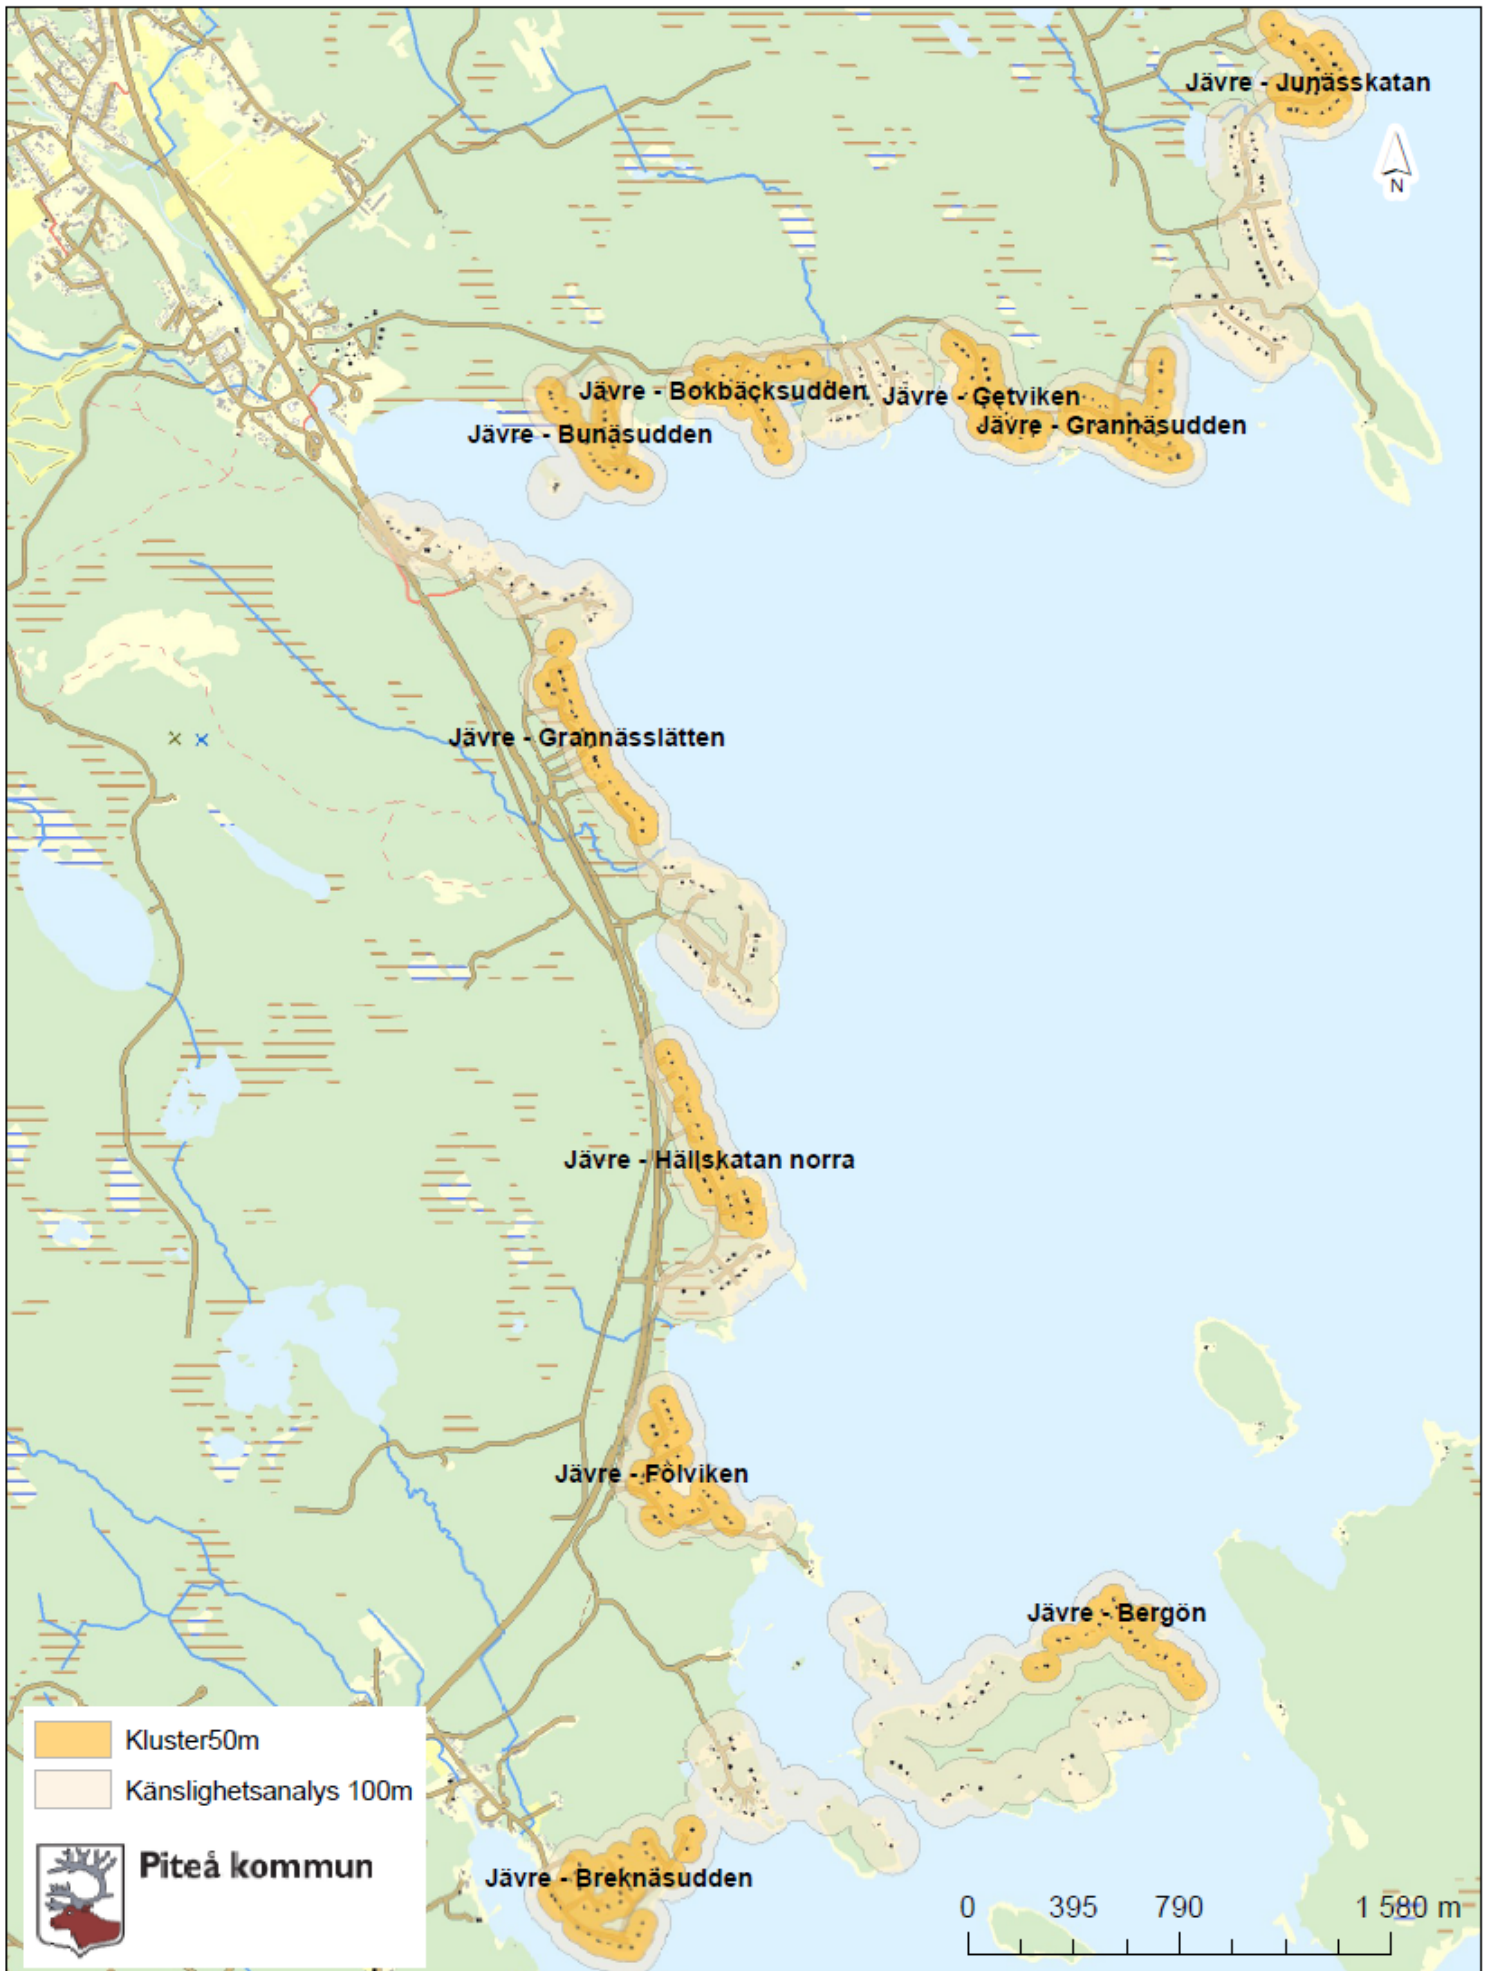 Jävre - Junässkatan
N
Jävre - Bokbäcksudden
Jävre - Getviken
Jävre - Grannäsudden
Jävre - Bunäsudden
Jävre - Grannässlätten
Jävre - Hällskatan norra
Jävre - Fölviken
Jävre - Bergön
Kluster50m
Känslighetsanalys 100m
Piteå kommun
Jävre - Breknäsudden
0 395 790 1 580 m